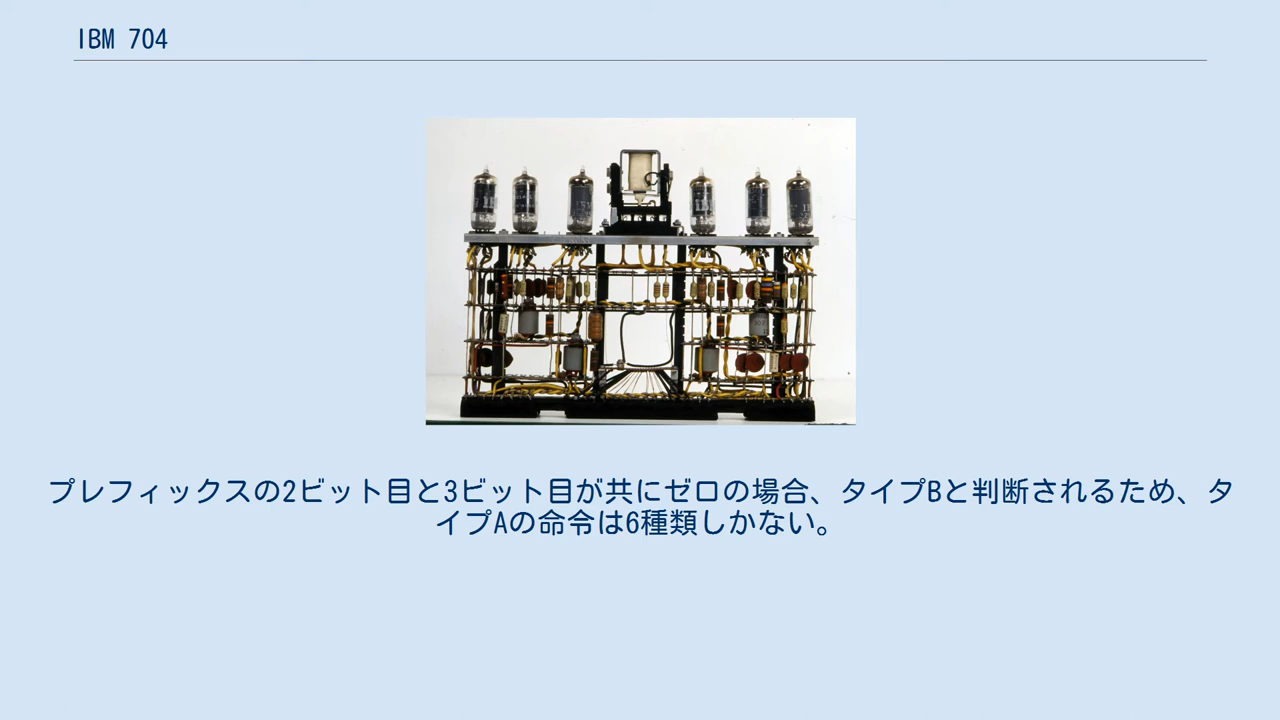 IBM 704
プレフィックスの2ビット目と3ビット目が共にゼロの場合、タイプBと判断されるため、タ
イプAの命令は6種類しかない。